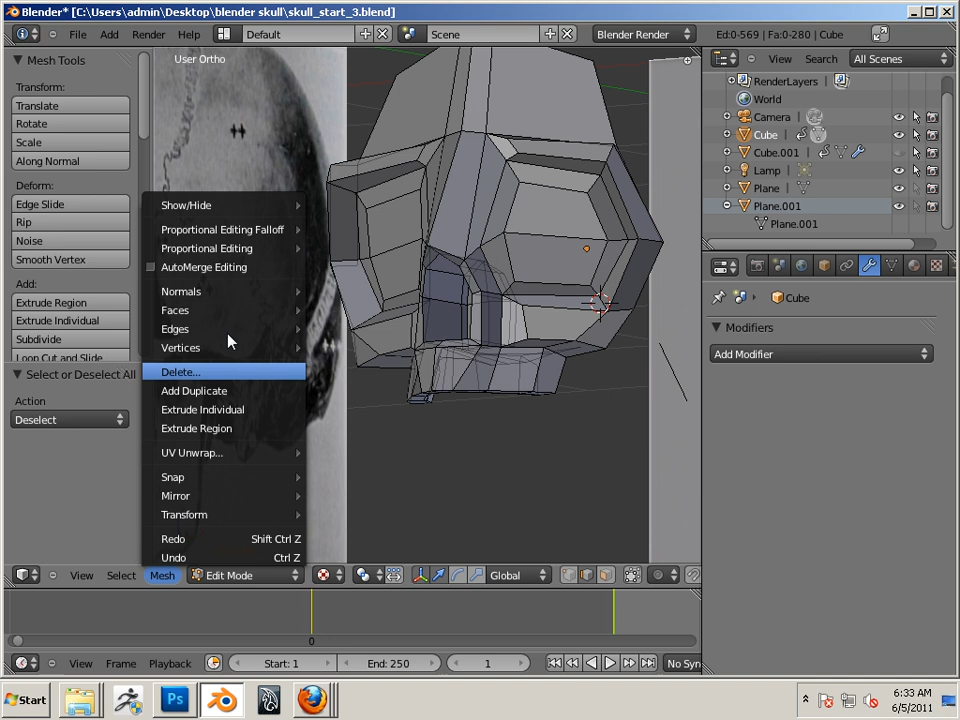 Blender* [C:\Users\admin\Desktop\blender skull\skull_start_3.blend]
File Add Render Help Default Scene Blender Render Ed:0-569 | Fa:0-280 | Cube
Mesh Tools
Transform:
Translate
Rotate
Scale
Along Normal
Deform:
Edge Slide
Rip
Noise
Smooth Vertex
Add:
Extrude Region
Extrude Individual
Subdivide
Loop Cut and Slide
Select or Deselect All
Action
Deselect
User Ortho
Show/Hide
Proportional Editing Falloff
Proportional Editing
AutoMerge Editing
Normals
Faces
Edges
Vertices
Delete...
Add Duplicate
Extrude Individual
Extrude Region
UV Unwrap...
Snap
Mirror
Transform
Redo Shift Ctrl Z
Undo Ctrl Z
View Select Mesh Edit Mode Global
View Search All Scenes
RenderLayers
World
Camera
Cube
Cube.001
Lamp
Plane
Plane.001
Plane.001
Cube
Modifiers
Add Modifier
0
View Frame Playback Start: 1 End: 250 1 No Syn
Start Ps 6:33 AM
6/5/2011